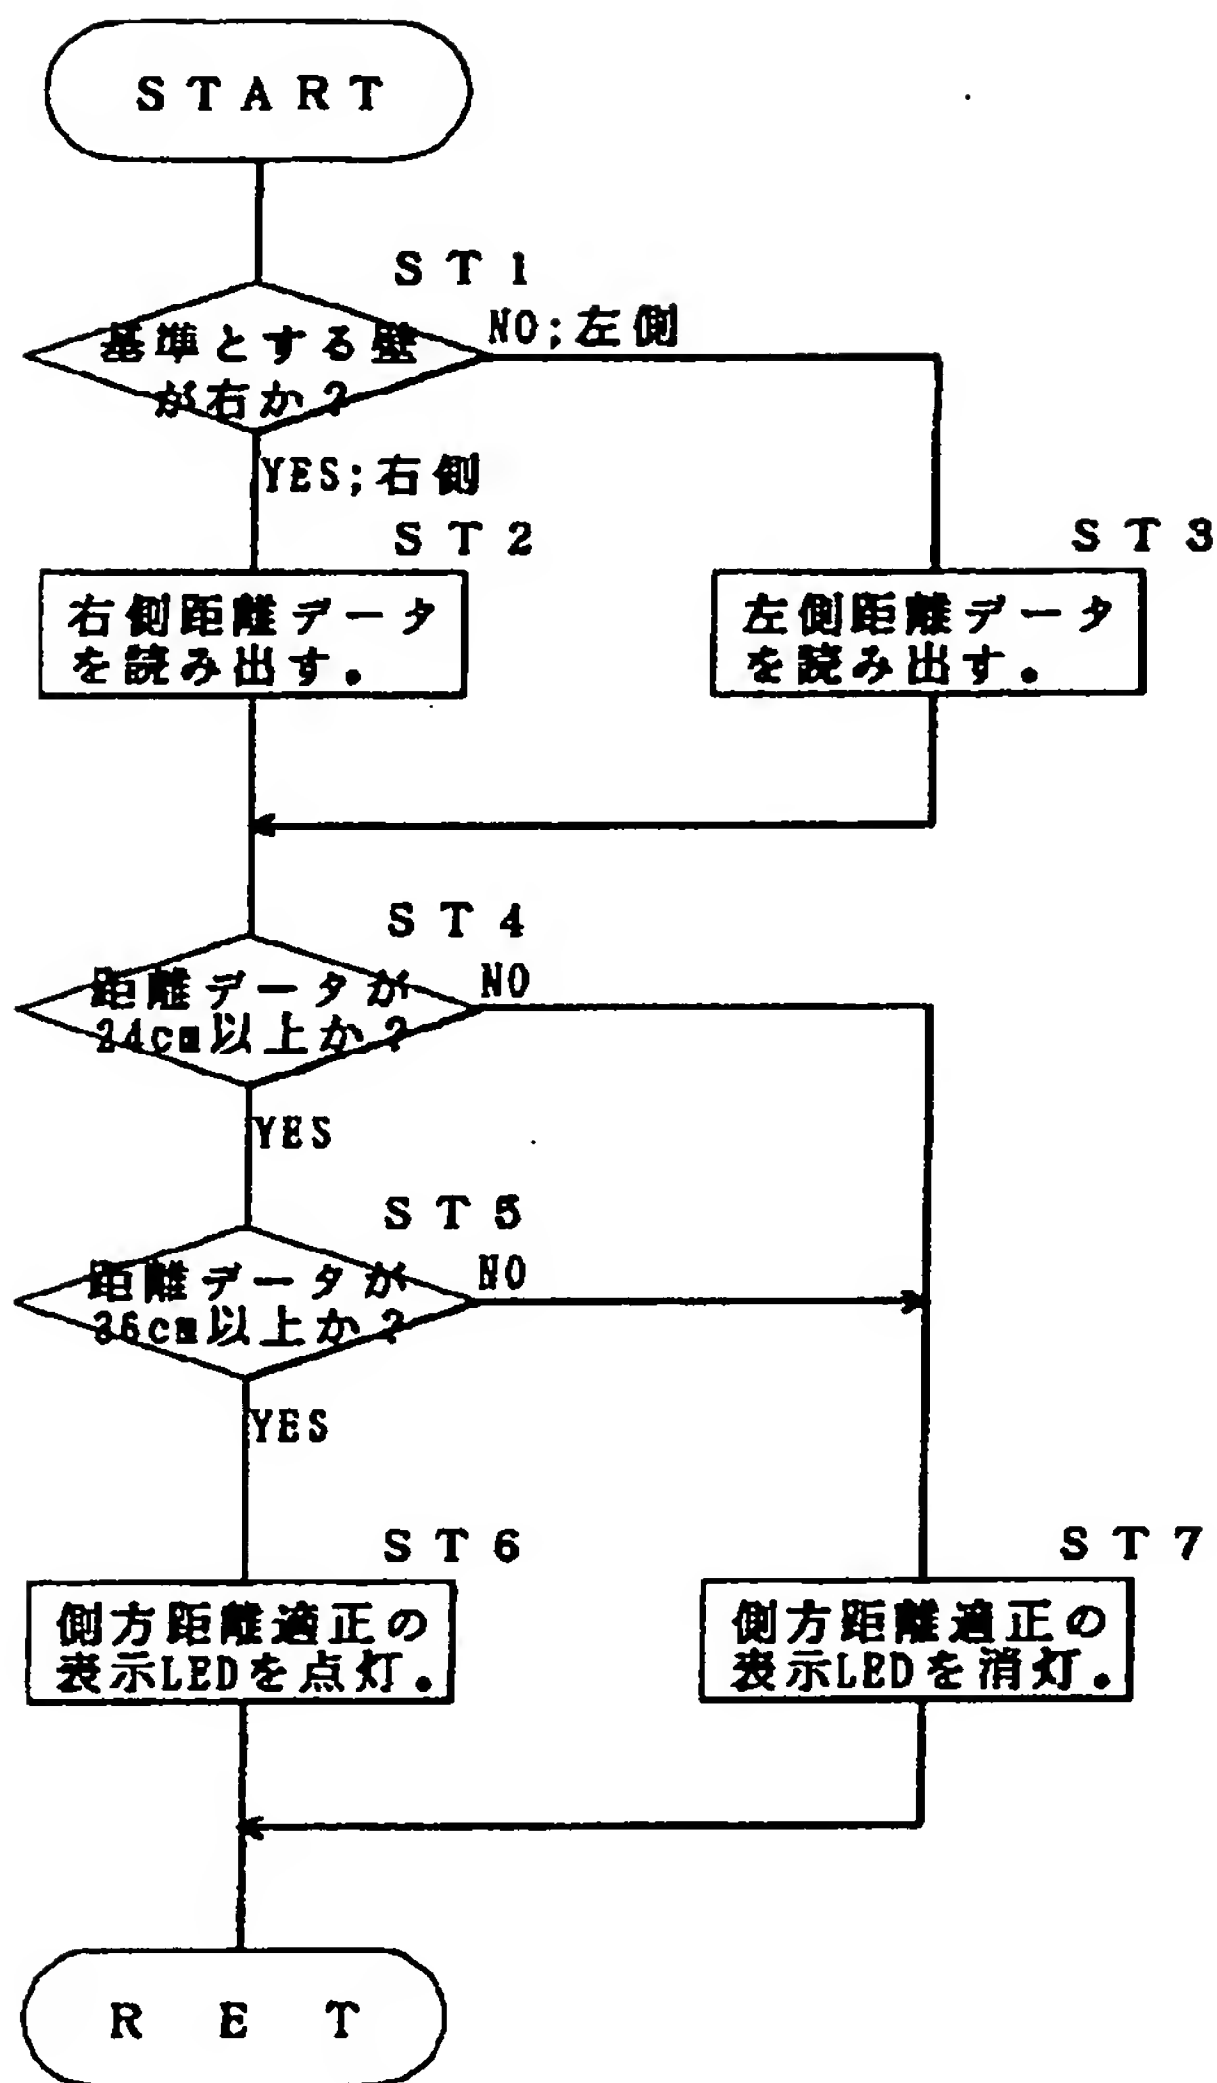 START
ST1
基準とする壁
が右か?
NO;左側
YES;右側
ST2
右側距離データ
を読み出す。
ST3
左側距離データ
を読み出す。
ST4
距離データが
24cm以上か?
NO
YES
ST5
距離データが
36cm以上か?
NO
YES
ST6
側方距離適正の
表示LEDを点灯。
ST7
側方距離適正の
表示LEDを消灯。
RET